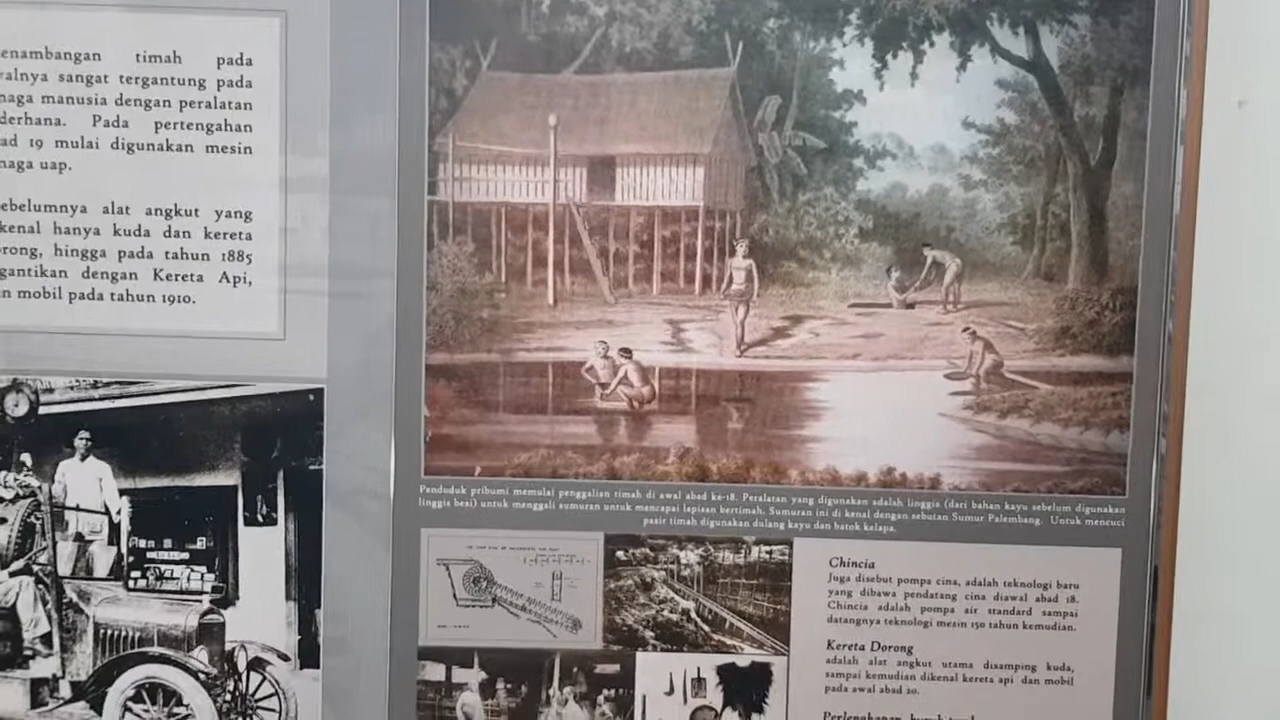 enambangan timah pada
valnya sangat tergantung pada
naga manusia dengan peralatan
derhana. Pada pertengahan
ad 19 mulai digunakan mesin
naga uap.
ebelumnya alat angkut yang
kenal hanya kuda dan kereta
orong, hingga pada tahun 1885
gantikan dengan Kereta Api,
n mobil pada tahun 1910.
Penduduk pribumi memulai penggalian timah di awal abad ke-18. Peralatan yang digunakan adalah linggis (dari bahan kayu sebelum digunakan
linggis besi) untuk menggali sumuran untuk mencapai lapisan bertimah. Sumuran ini di kenal dengan sebutan Sumur Palembang. Untuk mencuci
pasir timah digunakan dulang kayu dan batok kelapa.
Chincia
Juga disebut pompa cina, adalah teknologi baru
yang dibawa pendatang cina diawal abad 18.
Chincia adalah pompa air standard sampai
datangnya teknologi mesin 150 tahun kemudian.
Kereta Dorong
adalah alat angkut utama disamping kuda,
sampai kemudian dikenal kereta api dan mobil
pada awal abad 20.